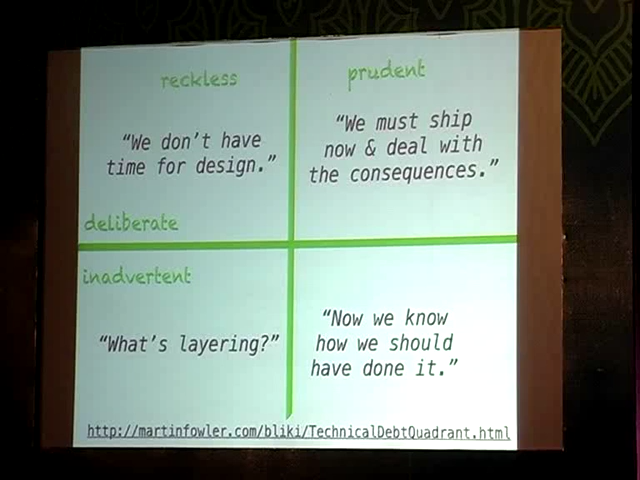 reckless
prudent
“We don’t have
time for design.”
“We must ship
now & deal with
the consequences.”
deliberate
inadvertent
“What’s layering?”
“Now we know
how we should
have done it.”
http://martinfowler.com/bliki/TechnicalDebtQuadrant.html